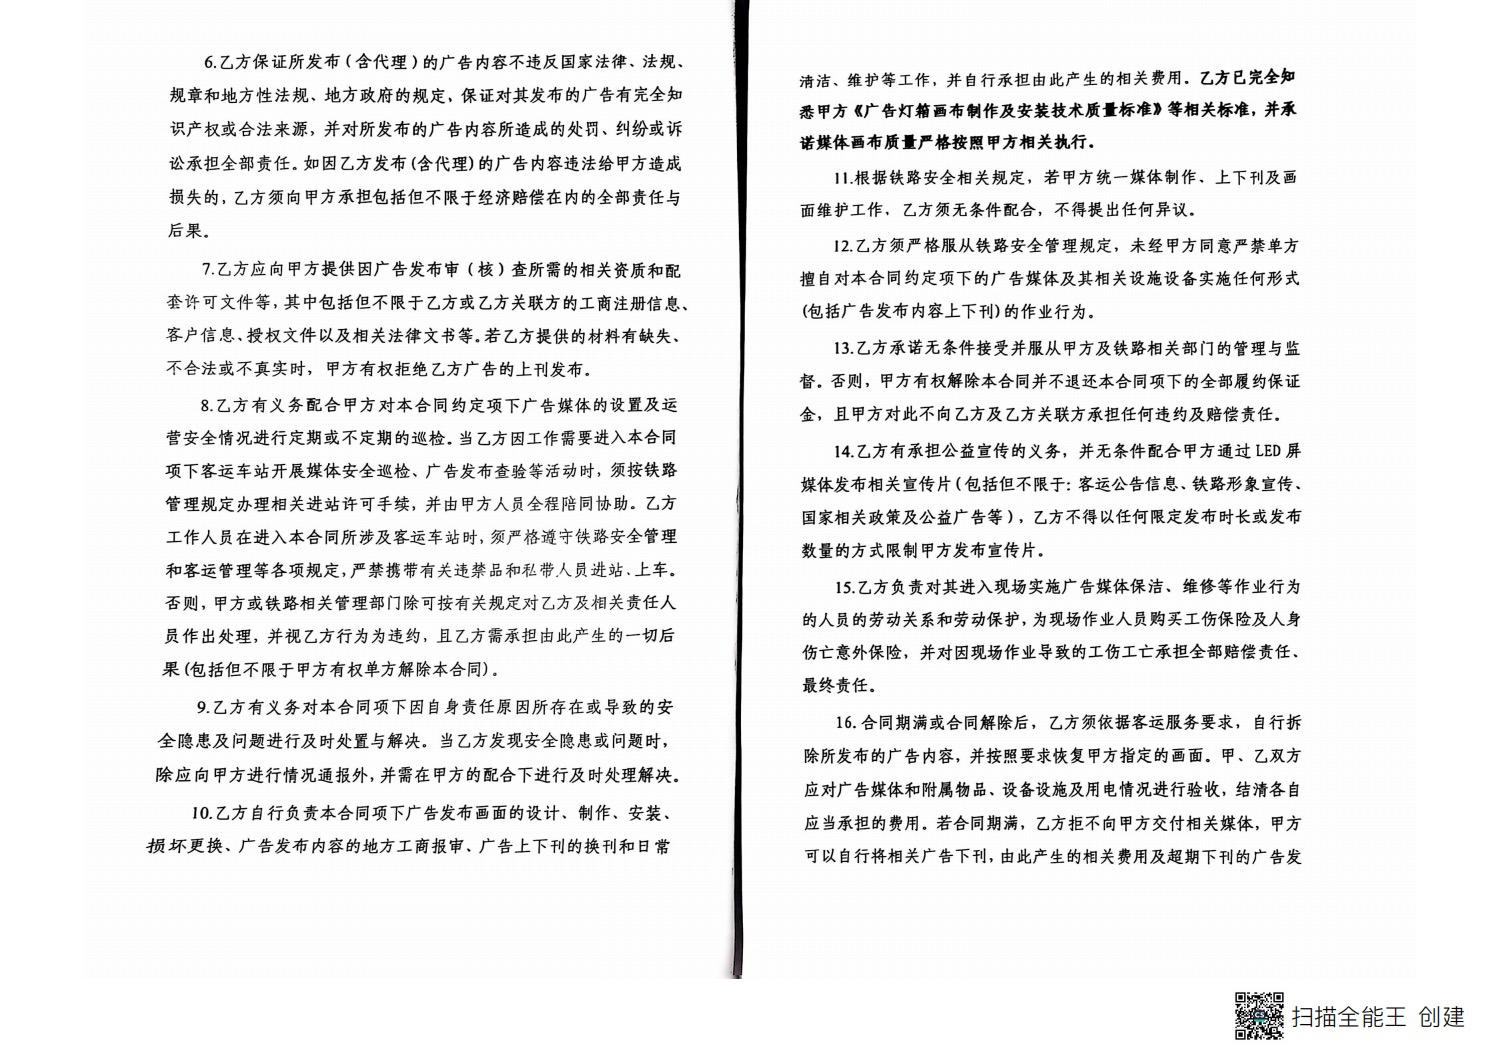 6.乙方保证所发布(含代理)的广告内容不违反国家法律、法规、
规章和地方性法规、地方政府的规定，保证对其发布的广告有完全知
识产权或合法来源，并对所发布的广告内容所造成的处罚、纠纷或诉
讼承担全部责任。如因乙方发布(含代理)的广告内容违法给甲方造成
损失的，乙方须向甲方承担包括但不限于经济赔偿在内的全部责任与
后果。
7.乙方应向甲方提供因广告发布审（核）查所需的相关资质和配
套许可文件等，其中包括但不限于乙方或乙方关联方的工商注册信息、
客户信息、授权文件以及相关法律文书等。若乙方提供的材料有缺失、
不合法或不真实时，甲方有权拒绝乙方广告的上刊发布。
8.乙方有义务配合甲方对本合同约定项下广告媒体的设置及运
营安全情况进行定期或不定期的巡检。当乙方因工作需要进入本合同
项下客运车站开展媒体安全巡检、广告发布查验等活动时，须按铁路
管理规定办理相关进站许可手续，并由甲方人员全程陪同协助。乙方
工作人员在进入本合同所涉及客运车站时，须严格遵守铁路安全管理
和客运管理等各项规定，严禁携带有关违禁品和私带人员进站、上车。
否则，甲方或铁路相关管理部门除可按有关规定对乙方及相关责任人
员作出处理，并视乙方行为为违约，且乙方需承担由此产生的一切后
果(包括但不限于甲方有权单方解除本合同)。
9.乙方有义务对本合同项下因自身责任原因所存在或导致的安
全隐患及问题进行及时处置与解决。当乙方发现安全隐患或问题时，
除应向甲方进行情况通报外，并需在甲方的配合下进行及时处理解决。
10.乙方自行负责本合同项下广告发布画面的设计、制作、安装、
损坏更换、广告发布内容的地方工商报审、广告上下刊的换刊和日常
清洁、维护等工作，并自行承担由此产生的相关费用。乙方已完全知
悉甲方《广告灯箱画布制作及安装技术质量标准》等相关标准，并承
诺媒体画布质量严格按照甲方相关执行。
11.根据铁路安全相关规定，若甲方统一媒体制作、上下刊及画
面维护工作，乙方须无条件配合，不得提出任何异议。
12.乙方须严格服从铁路安全管理规定，未经甲方同意严禁单方
擅自对本合同约定项下的广告媒体及其相关设施设备实施任何形式
(包括广告发布内容上下刊)的作业行为。
13.乙方承诺无条件接受并服从甲方及铁路相关部门的管理与监
督。否则，甲方有权解除本合同并不退还本合同项下的全部履约保证
金，且甲方对此不向乙方及乙方关联方承担任何违约及赔偿责任。
14.乙方有承担公益宣传的义务，并无条件配合甲方通过 LED 屏
媒体发布相关宣传片(包括但不限于：客运公告信息、铁路形象宣传、
国家相关政策及公益广告等)，乙方不得以任何限定发布时长或发布
数量的方式限制甲方发布宣传片。
15.乙方负责对其进入现场实施广告媒体保洁、维修等作业行为
的人员的劳动关系和劳动保护，为现场作业人员购买工伤保险及人身
伤亡意外保险，并对因现场作业导致的工伤工亡承担全部赔偿责任、
最终责任。
16.合同期满或合同解除后，乙方须依据客运服务要求，自行拆
除所发布的广告内容，并按照要求恢复甲方指定的画面。甲、乙双方
应对广告媒体和附属物品、设备设施及用电情况进行验收，结清各自
应当承担的费用。若合同期满，乙方拒不向甲方交付相关媒体，甲方
可以自行将相关广告下刊，由此产生的相关费用及超期下刊的广告发
扫描全能王 创建